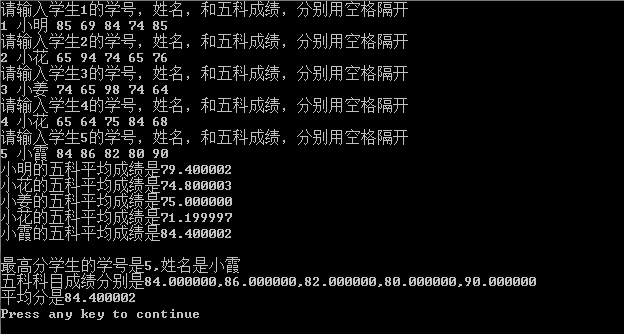 请输入学生1的学号，姓名，和五科成绩，分别用空格隔开
1 小明 85 69 84 74 85
请输入学生2的学号，姓名，和五科成绩，分别用空格隔开
2 小花 65 94 74 65 76
请输入学生3的学号，姓名，和五科成绩，分别用空格隔开
3 小姜 74 65 98 74 64
请输入学生4的学号，姓名，和五科成绩，分别用空格隔开
4 小花 65 64 75 84 68
请输入学生5的学号，姓名，和五科成绩，分别用空格隔开
5 小霞 84 86 82 80 90
小明的五科平均成绩是79.400002
小花的五科平均成绩是74.800003
小姜的五科平均成绩是75.000000
小花的五科平均成绩是71.199997
小霞的五科平均成绩是84.400002
最高分学生的学号是5,姓名是小霞
五科科目成绩分别是84.000000,86.000000,82.000000,80.000000,90.000000
平均分是84.400002
Press any key to continue